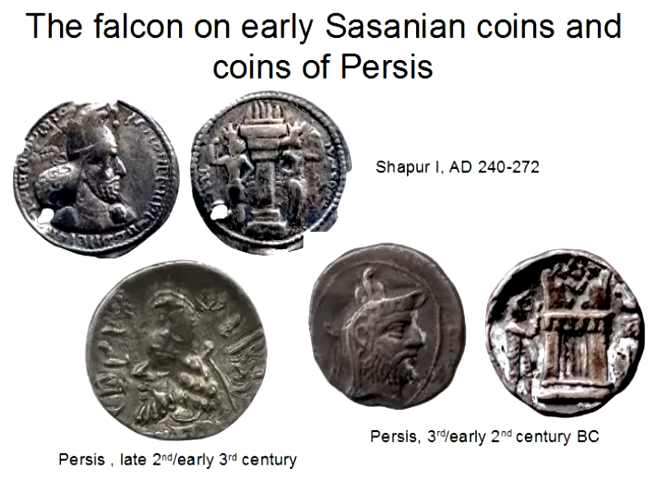 The falcon on early Sasanian coins and
coins of Persis
Shapur I, AD 240-272
Persis, 3rd/early 2nd century BC
Persis , late 2nd/early 3rd century